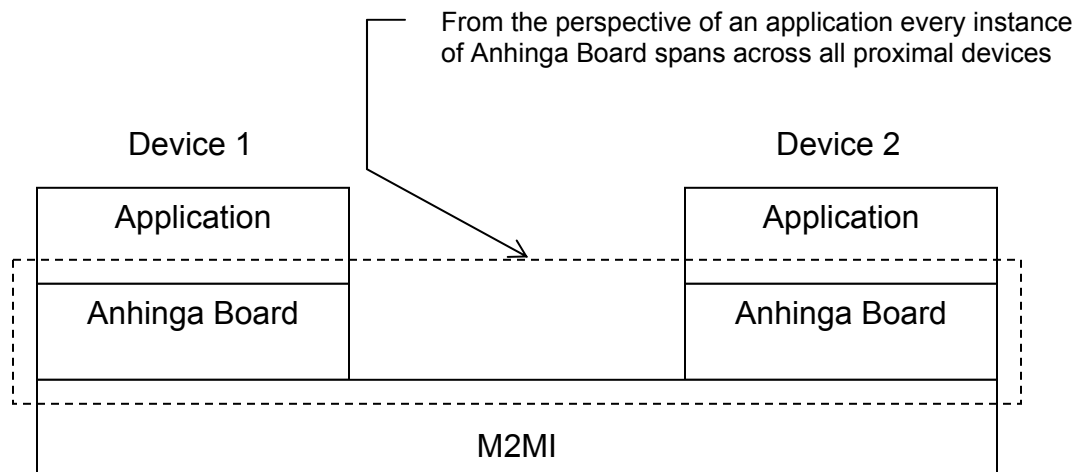 From the perspective of an application every instance
of Anhinga Board spans across all proximal devices
Device 1
Device 2
Application
Application
Anhinga Board
Anhinga Board
M2MI